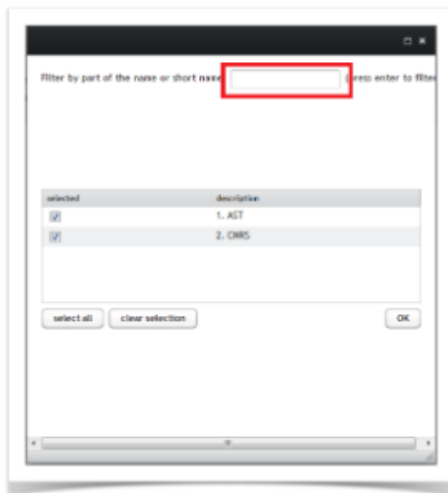 Filter by part of the name or short name (press enter to filter
selected description
1. AST
2. CNRS
select all clear selection OK